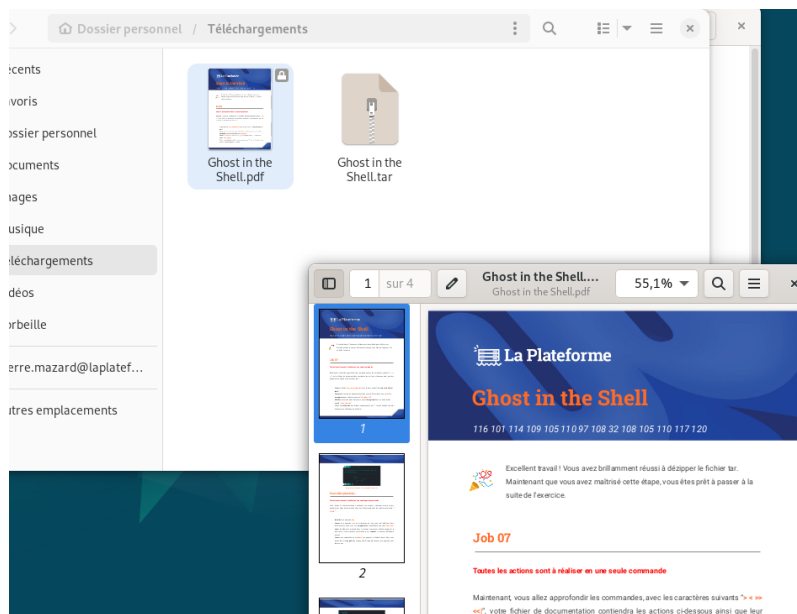 Dossier personnel / Téléchargements
écents
avoris
ossier personnel
ocuments
nages
usique
éléchargements
idéos
orbeille
erre.mazard@laplatef...
utres emplacements
Ghost in the
Shell.pdf
Ghost in the
Shell.tar
1 sur 4
Ghost in the Shell....
Ghost in the Shell.pdf
55,1%
1
2
La Plateforme
Ghost in the Shell
116 101 114 109 105 110 97 108 32 108 105 110 117 120
Excellent travail ! Vous avez brillamment réussi à dézipper le fichier tar.
Maintenant que vous avez maîtrisé cette étape, vous êtes prêt à passer à la
suite de l'exercice.
Job 07
Toutes les actions sont à réaliser en une seule commande
Maintenant, vous allez approfondir les commandes, avec les caractères suivants "> < >>
<<|", votre fichier de documentation contiendra les actions ci-dessous ainsi que leur